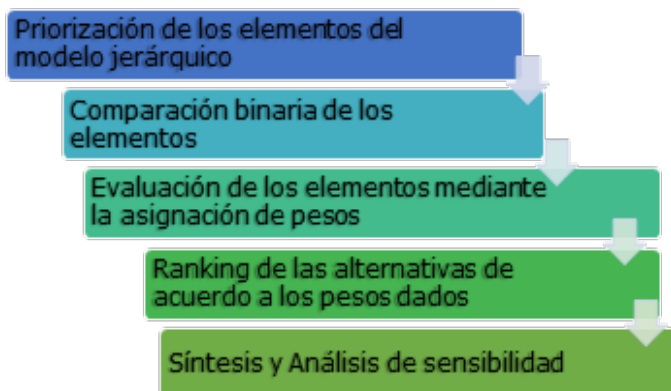 Priorización de los elementos del
modelo jerárquico
Comparación binaria de los
elementos
Evaluación de los elementos mediante
la asignación de pesos
Ranking de las alternativas de
acuerdo a los pesos dados
Síntesis y Análisis de sensibilidad